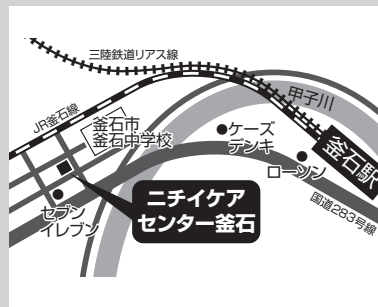 三陸鉄道リアス線
JR釜石線
甲子川
釜石市
釜石中学校
ケーズ
デンキ
釜石駅
ローソン
セブン
イレブン
ニチイケア
センター釜石
国道283号線